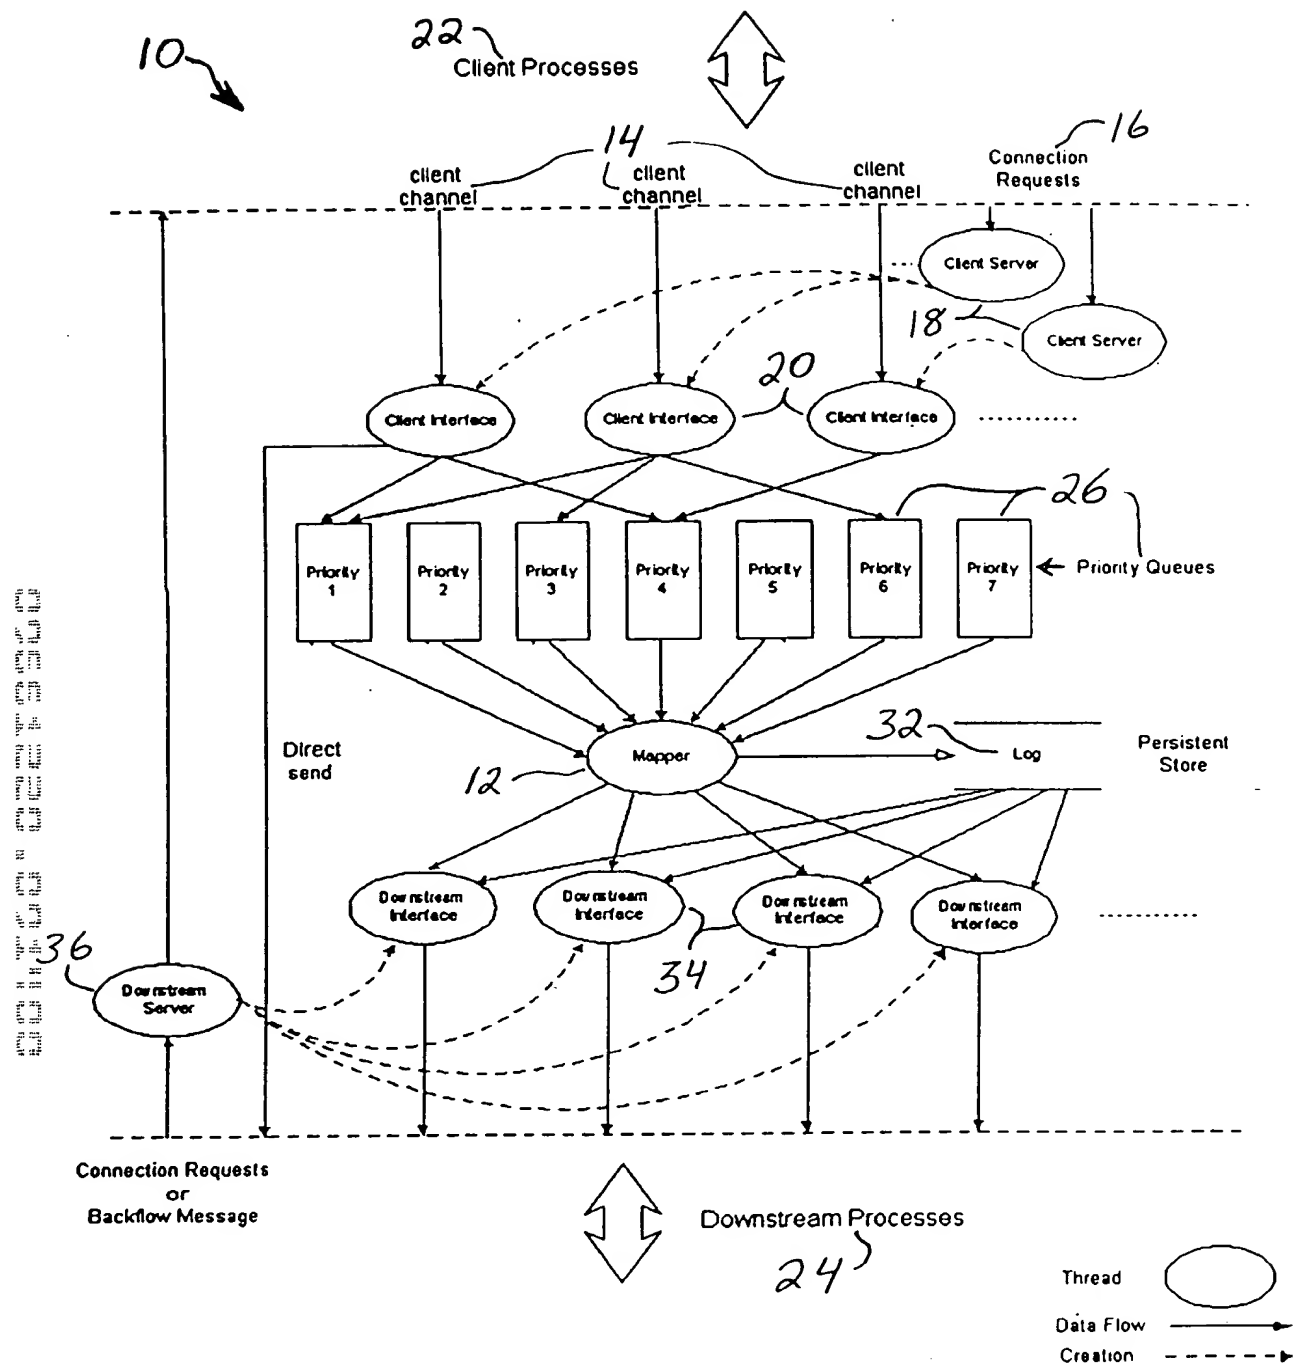 22
10
Client Processes
14
16
Connection
Requests
client
channel
client
channel
client
channel
Client Server
18
Client Server
20
Client Interface
Client Interface
Client Interface
26
Priority
1
Priority
2
Priority
3
Priority
4
Priority
5
Priority
6
Priority
7
Priority Queues
Direct
send
12
Mapper
32
Log
Persistent
Store
Downstream
Interface
Downstream
Interface
Downstream
Interface
Downstream
Interface
34
36
Downstream
Server
Connection Requests
or
Backflow Message
Downstream Processes
24
Thread
Data Flow
Creation